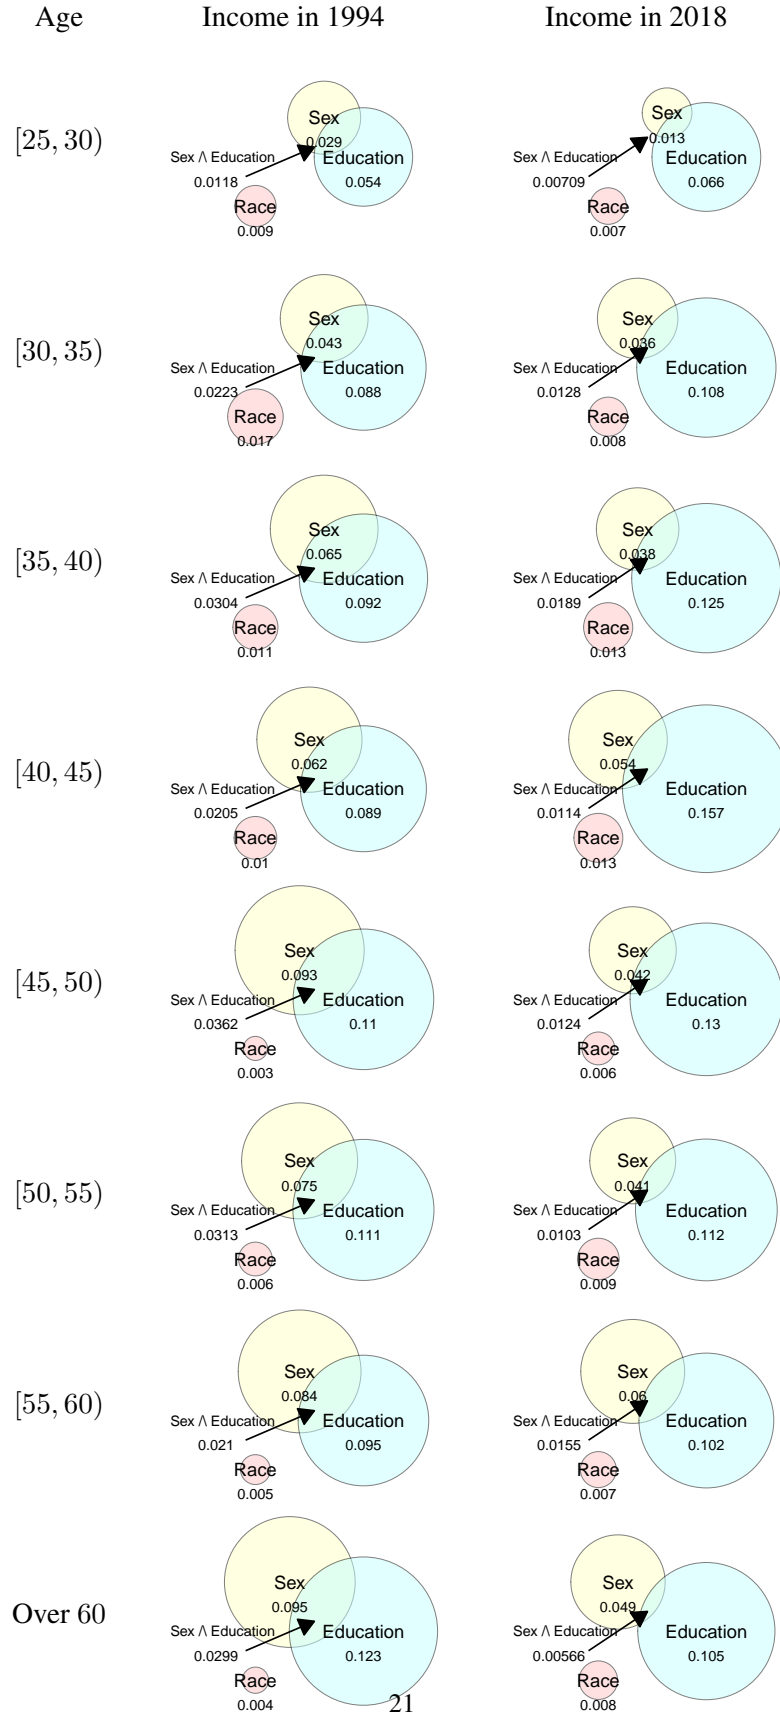 Age Income in 1994 Income in 2018
[25, 30)
Sex
0.029
Sex /\ Education
0.0118
Education
0.054
Race
0.009
Sex
0.013
Sex /\ Education
0.00709
Education
0.066
Race
0.007
[30, 35)
Sex
0.043
Sex /\ Education
0.0223
Education
0.088
Race
0.017
Sex
0.036
Sex /\ Education
0.0128
Education
0.108
Race
0.008
[35, 40)
Sex
0.065
Sex /\ Education
0.0304
Education
0.092
Race
0.011
Sex
0.038
Sex /\ Education
0.0189
Education
0.125
Race
0.013
[40, 45)
Sex
0.062
Sex /\ Education
0.0205
Education
0.089
Race
0.01
Sex
0.054
Sex /\ Education
0.0114
Education
0.157
Race
0.013
[45, 50)
Sex
0.093
Sex /\ Education
0.0362
Education
0.11
Race
0.003
Sex
0.042
Sex /\ Education
0.0124
Education
0.13
Race
0.006
[50, 55)
Sex
0.075
Sex /\ Education
0.0313
Education
0.111
Race
0.006
Sex
0.041
Sex /\ Education
0.0103
Education
0.112
Race
0.009
[55, 60)
Sex
0.084
Sex /\ Education
0.021
Education
0.095
Race
0.005
Sex
0.06
Sex /\ Education
0.0155
Education
0.102
Race
0.007
Over 60
Sex
0.095
Sex /\ Education
0.0299
Education
0.123
Race
0.004
Sex
0.049
Sex /\ Education
0.00566
Education
0.105
Race
0.008
21